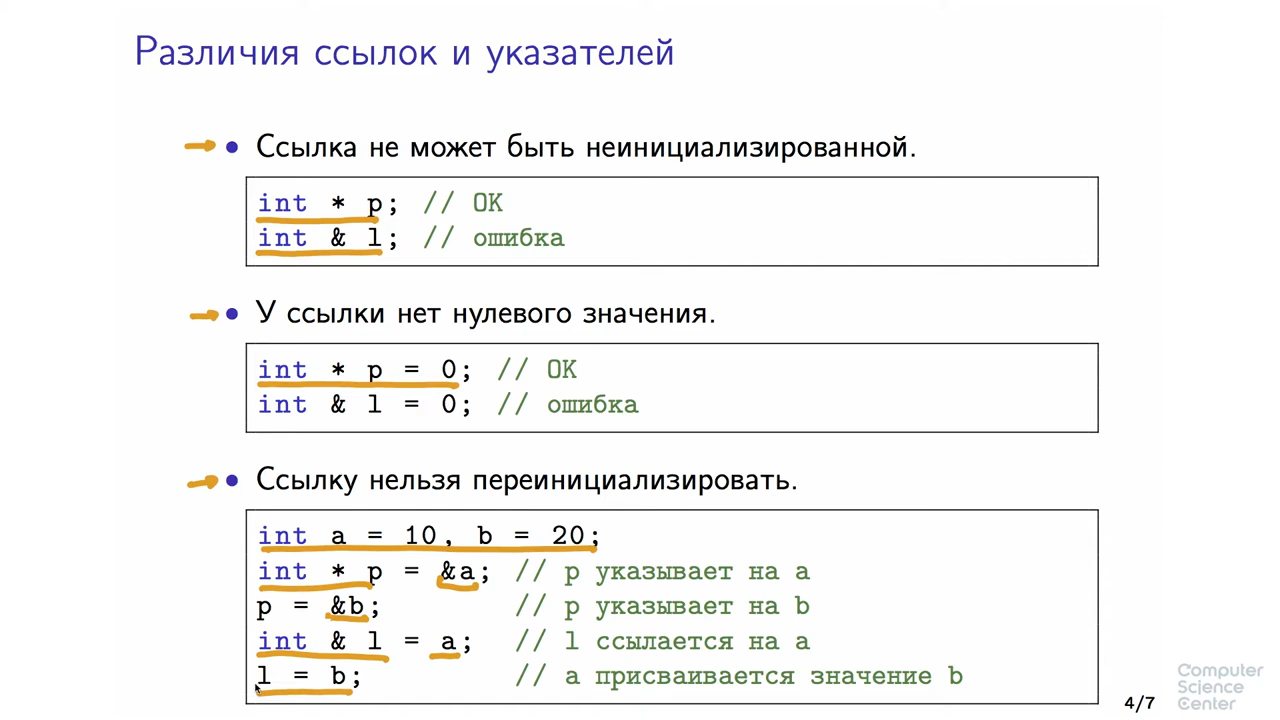 Различия ссылок и указателей
• Ссылка не может быть неинициализированной.
int * p; // OK
int & l; // ошибка
• У ссылки нет нулевого значения.
int * p = 0; // OK
int & l = 0; // ошибка
• Ссылку нельзя переинициализировать.
int a = 10, b = 20;
int * p = &a; // p указывает на a
p = &b; // p указывает на b
int & l = a; // l ссылается на a
l = b; // a присваивается значение b
4/7
Computer
Science
Center